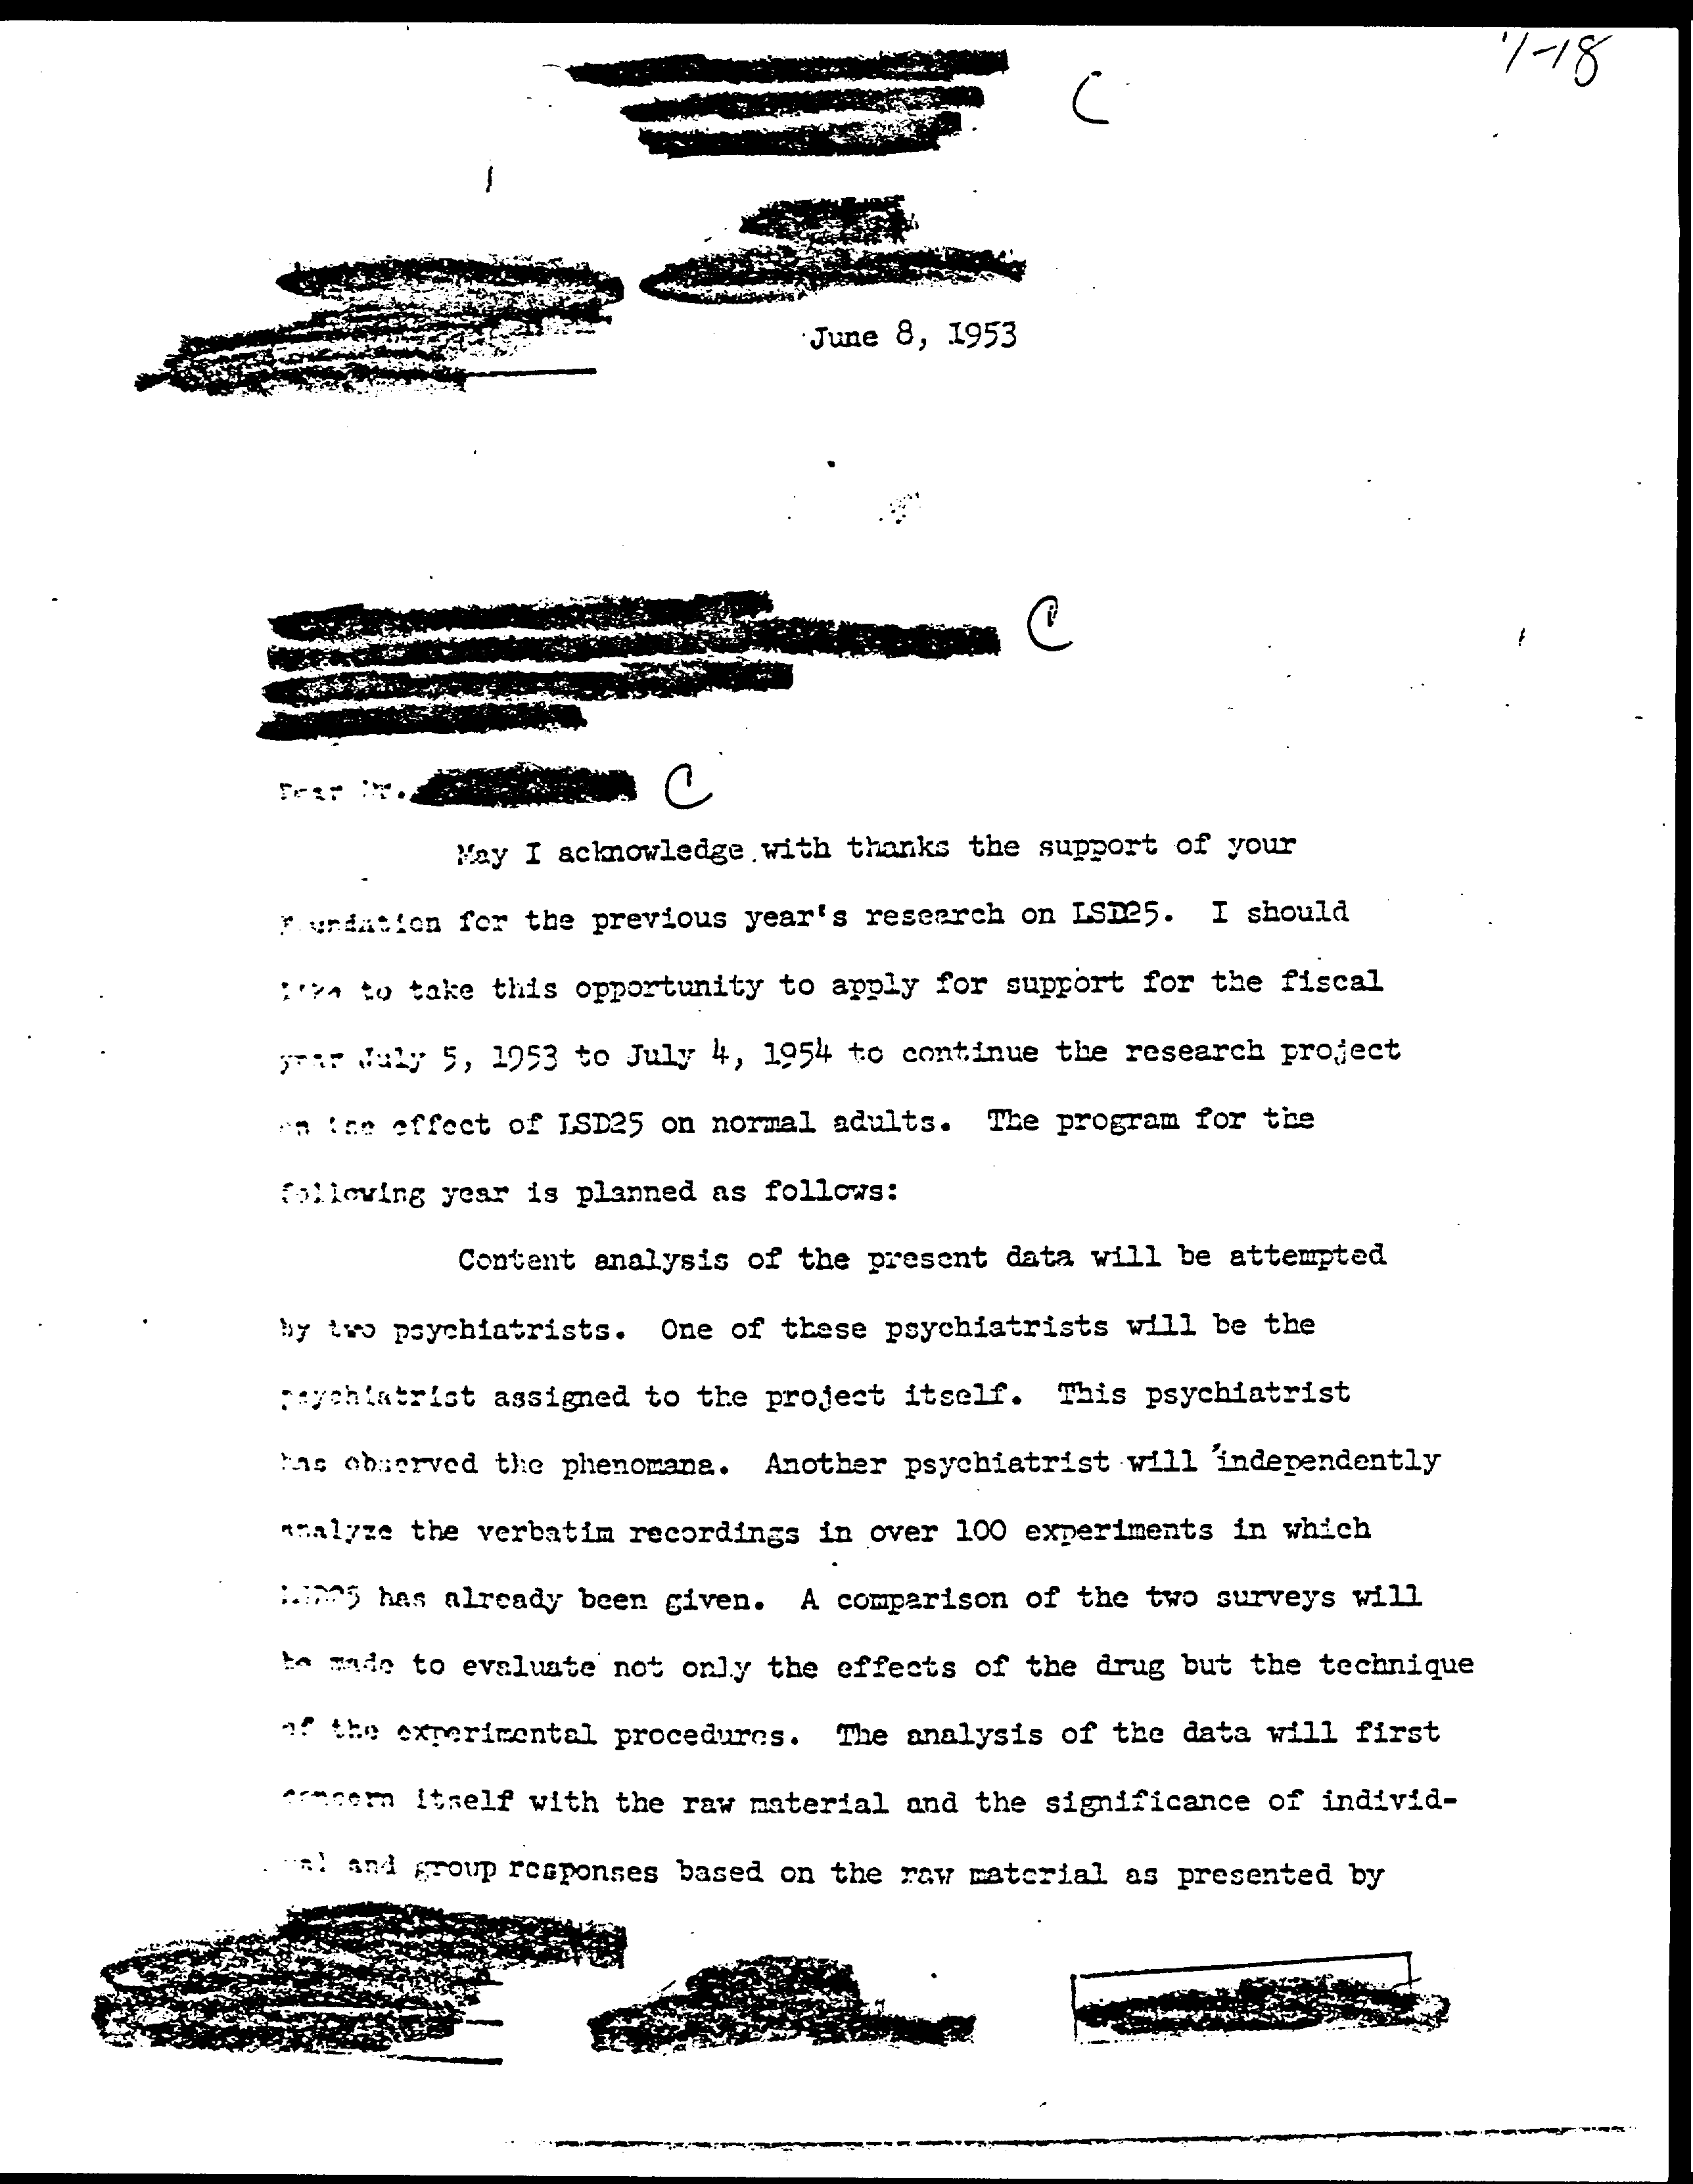 7-18
C
June 8, 1953
C
Dear Dr. C
May I acknowledge with thanks the support of your
Foundation for the previous year's research on LSD25. I should
like to take this opportunity to apply for support for the fiscal
year July 5, 1953 to July 4, 1954 to continue the research project
on the effect of LSD25 on normal adults. The program for the
following year is planned as follows:
Content analysis of the present data will be attempted
by two psychiatrists. One of these psychiatrists will be the
psychiatrist assigned to the project itself. This psychiatrist
has observed the phenomana. Another psychiatrist will independently
analyze the verbatim recordings in over 100 experiments in which
LSD25 has already been given. A comparison of the two surveys will
be made to evaluate not only the effects of the drug but the technique
of the experimental procedures. The analysis of the data will first
concern itself with the raw material and the significance of individ-
ual and group responses based on the raw material as presented by